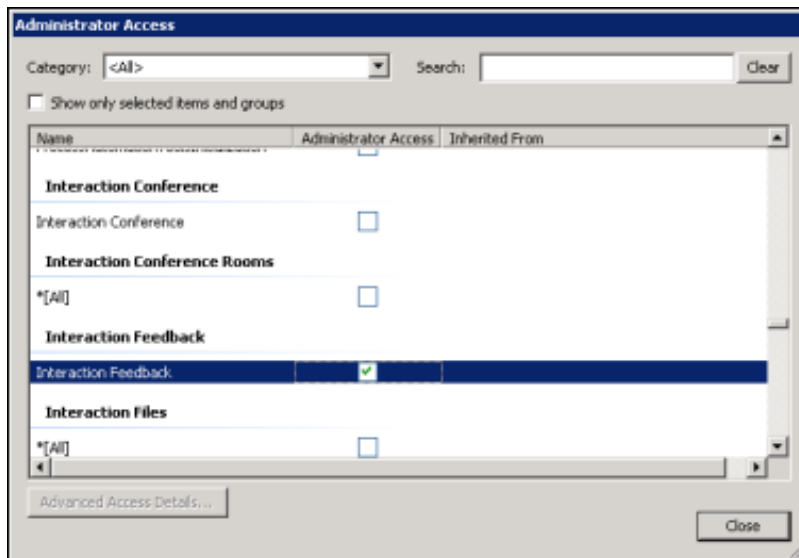 Administrator Access
Category: <All> Search: Clear
Show only selected items and groups
Name Administrator Access Inherited From
Interaction Conference
Interaction Conference
Interaction Conference Rooms
*[All]
Interaction Feedback
Interaction Feedback
Interaction Files
*[All]
Advanced Access Details...
Close